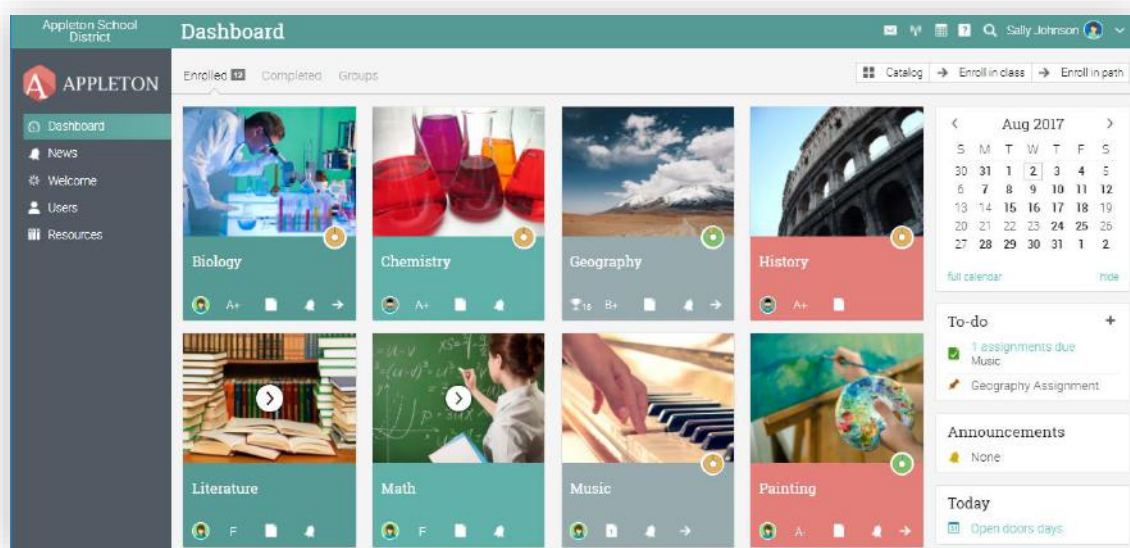 Appleton School
District
Dashboard
Sally Johnson
APPLETON
Dashboard
News
Welcome
Users
Resources
Enrolled 12
Completed
Groups
Catalog
Enroll in class
Enroll in path
Biology
A+
Chemistry
A+
Geography
16 B+
History
A+
Literature
F
Math
F
Music
1
Painting
A-
Aug 2017
S M T W T F S
30 31 1 2 3 4 5
6 7 8 9 10 11 12
13 14 15 16 17 18 19
20 21 22 23 24 25 26
27 28 29 30 31 1 2
full calendar
hide
To-do +
1 assignments due
Music
Geography Assignment
Announcements
None
Today
Open doors days